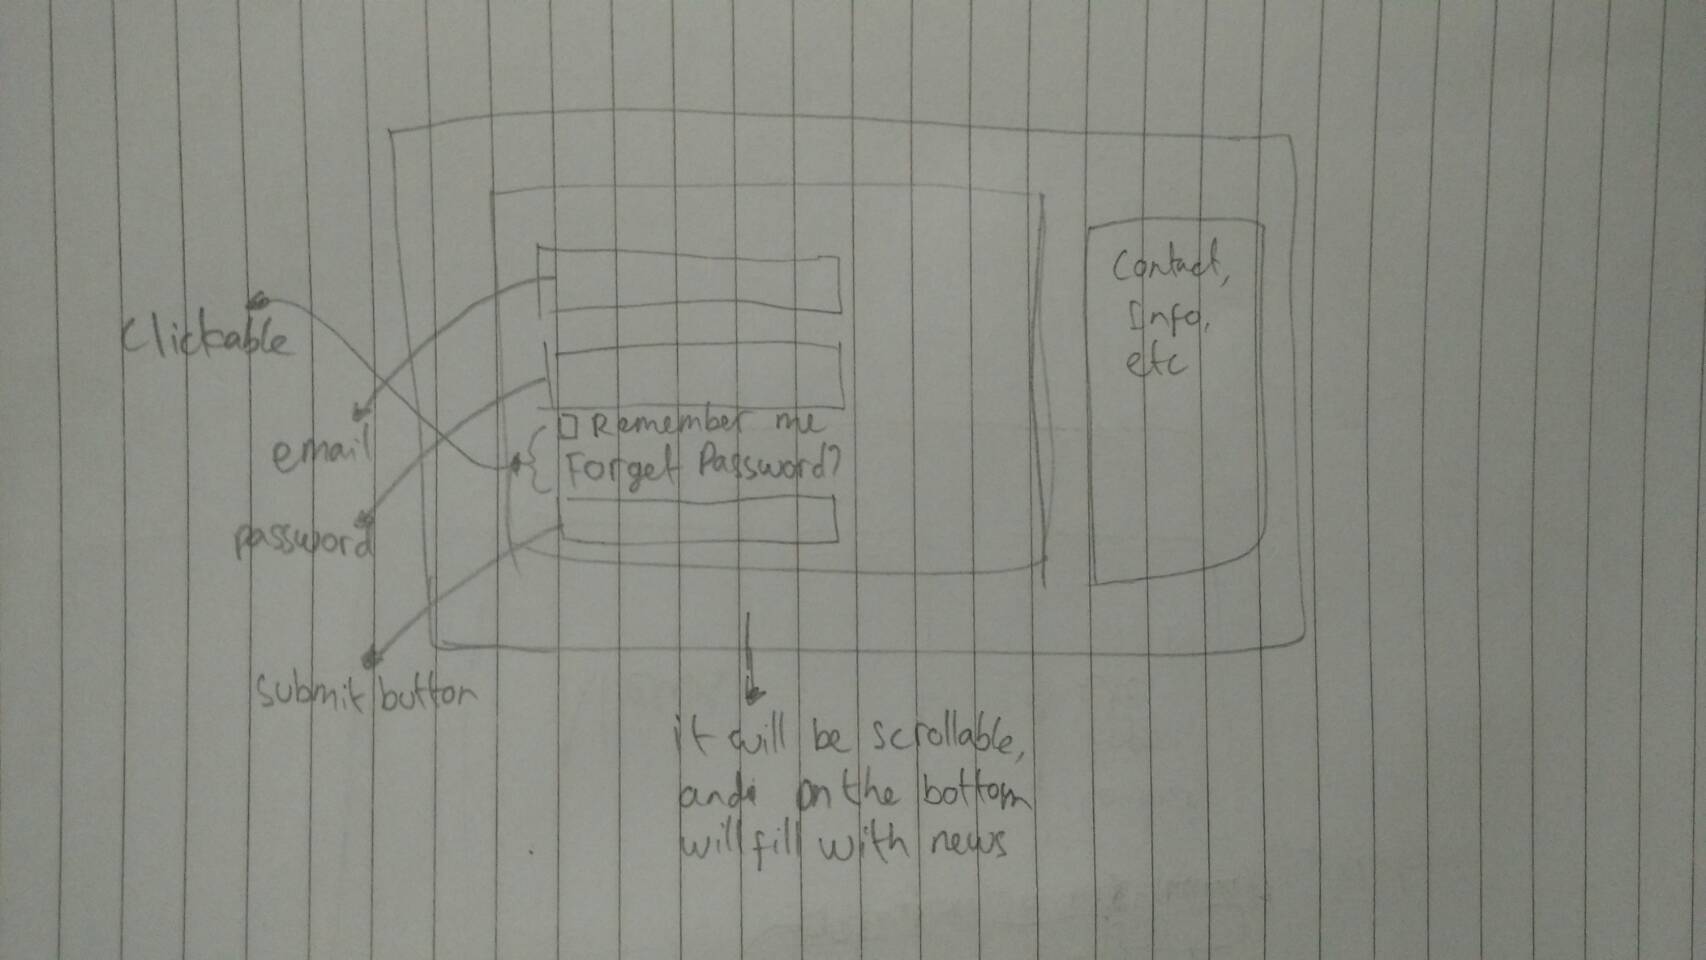 Contact,
Info,
etc
Clickable
email
password
submit button
Remember me
Forget Password?
it will be scrollable,
and on the bottom
will fill with news